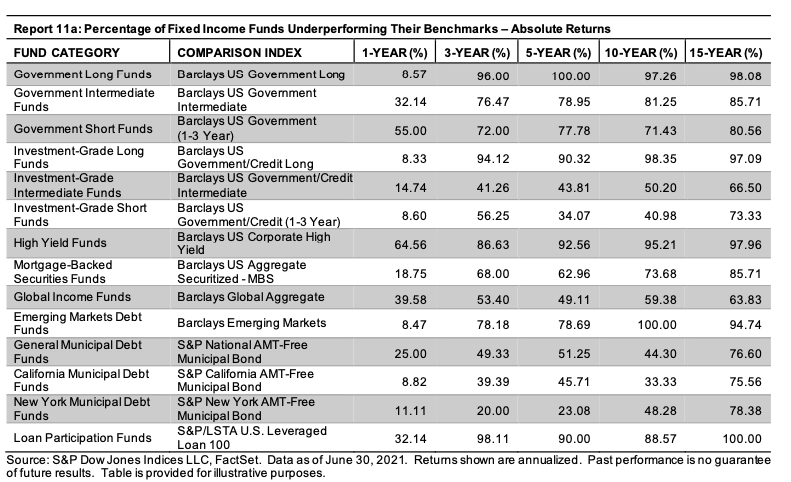 Report 11a: Percentage of Fixed Income Funds Underperforming Their Benchmarks – Absolute Returns
FUND CATEGORY COMPARISON INDEX 1-YEAR (%) 3-YEAR (%) 5-YEAR (%) 10-YEAR (%) 15-YEAR (%)
Government Long Funds Barclays US Government Long 8.57 96.00 100.00 97.26 98.08
Government Intermediate Barclays US Government
Funds Intermediate 32.14 76.47 78.95 81.25 85.71
Government Short Funds Barclays US Government
(1-3 Year) 55.00 72.00 77.78 71.43 80.56
Investment-Grade Long Barclays US
Funds Government/Credit Long 8.33 94.12 90.32 98.35 97.09
Investment-Grade Barclays US Government/Credit
Intermediate Funds Intermediate 14.74 41.26 43.81 50.20 66.50
Investment-Grade Short Barclays US
Funds Government/Credit (1-3 Year) 8.60 56.25 34.07 40.98 73.33
High Yield Funds Barclays US Corporate High
Yield 64.56 86.63 92.56 95.21 97.96
Mortgage-Backed Barclays US Aggregate
Securities Funds Securitized - MBS 18.75 68.00 62.96 73.68 85.71
Global Income Funds Barclays Global Aggregate 39.58 53.40 49.11 59.38 63.83
Emerging Markets Debt
Funds Barclays Emerging Markets 8.47 78.18 78.69 100.00 94.74
General Municipal Debt S&P National AMT-Free
Funds Municipal Bond 25.00 49.33 51.25 44.30 76.60
California Municipal Debt S&P California AMT-Free
Funds Municipal Bond 8.82 39.39 45.71 33.33 75.56
New York Municipal Debt S&P New York AMT-Free
Funds Municipal Bond 11.11 20.00 23.08 48.28 78.38
Loan Participation Funds S&P/LSTA U.S. Leveraged
Loan 100 32.14 98.11 90.00 88.57 100.00
Source: S&P Dow Jones Indices LLC, FactSet. Data as of June 30, 2021. Returns shown are annualized. Past performance is no guarantee
of future results. Table is provided for illustrative purposes.